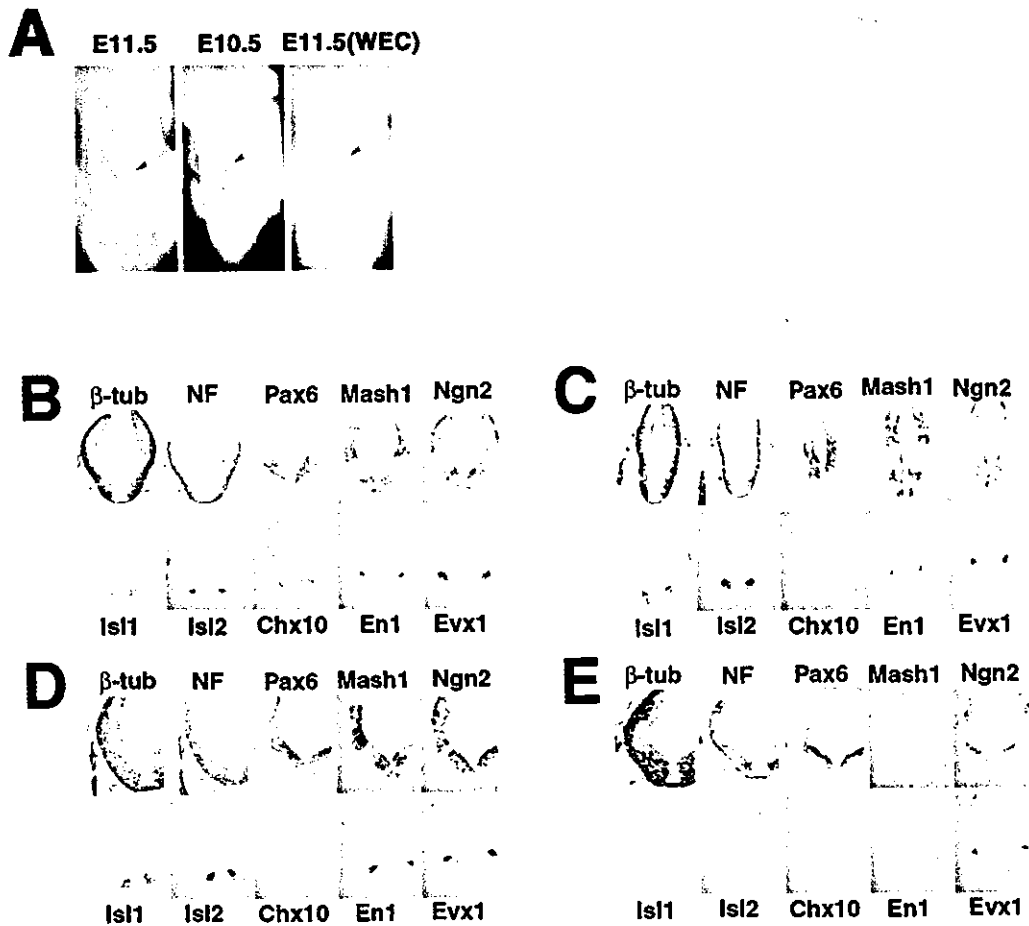 A
E11.5 E10.5 E11.5(WEC)
B
β-tub NF Pax6 Mash1 Ngn2
Isl1 Isl2 Chx10 En1 Evx1
C
β-tub NF Pax6 Mash1 Ngn2
Isl1 Isl2 Chx10 En1 Evx1
D
β-tub NF Pax6 Mash1 Ngn2
Isl1 Isl2 Chx10 En1 Evx1
E
β-tub NF Pax6 Mash1 Ngn2
Isl1 Isl2 Chx10 En1 Evx1